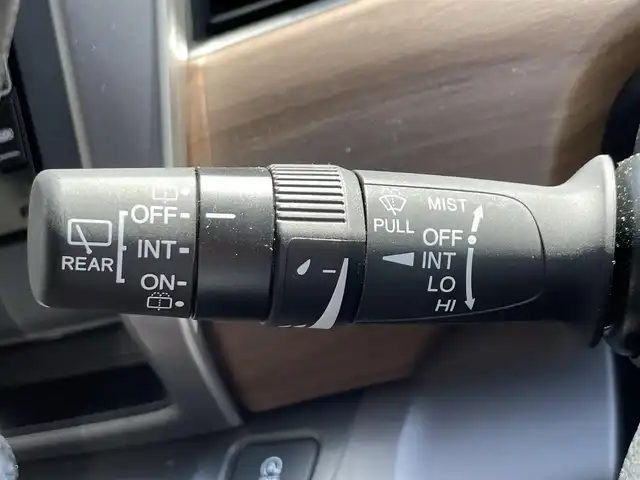 OFF
REAR
INT
ON
MIST
PULL
OFF
INT
LO
HI